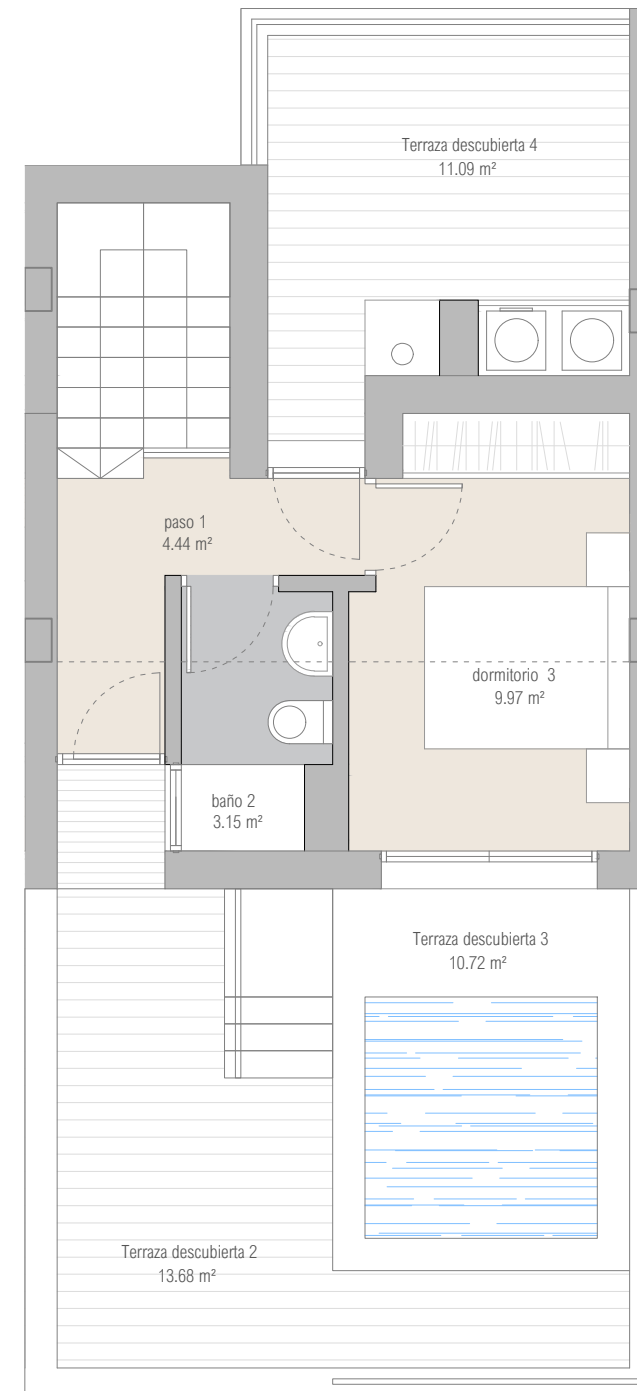 Terraza descubierta 4
11.09 m²
paso 1
4.44 m²
dormitorio 3
9.97 m²
baño 2
3.15 m²
Terraza descubierta 3
10.72 m²
Terraza descubierta 2
13.68 m²